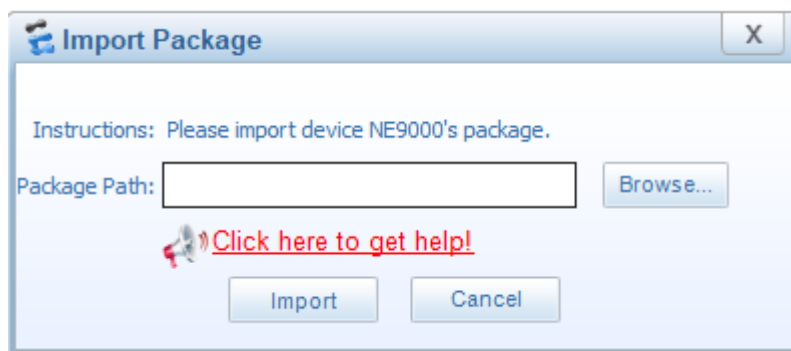 Import Package
X
Instructions: Please import device NE9000's package.
Package Path:
Browse...
Click here to get help!
Import
Cancel